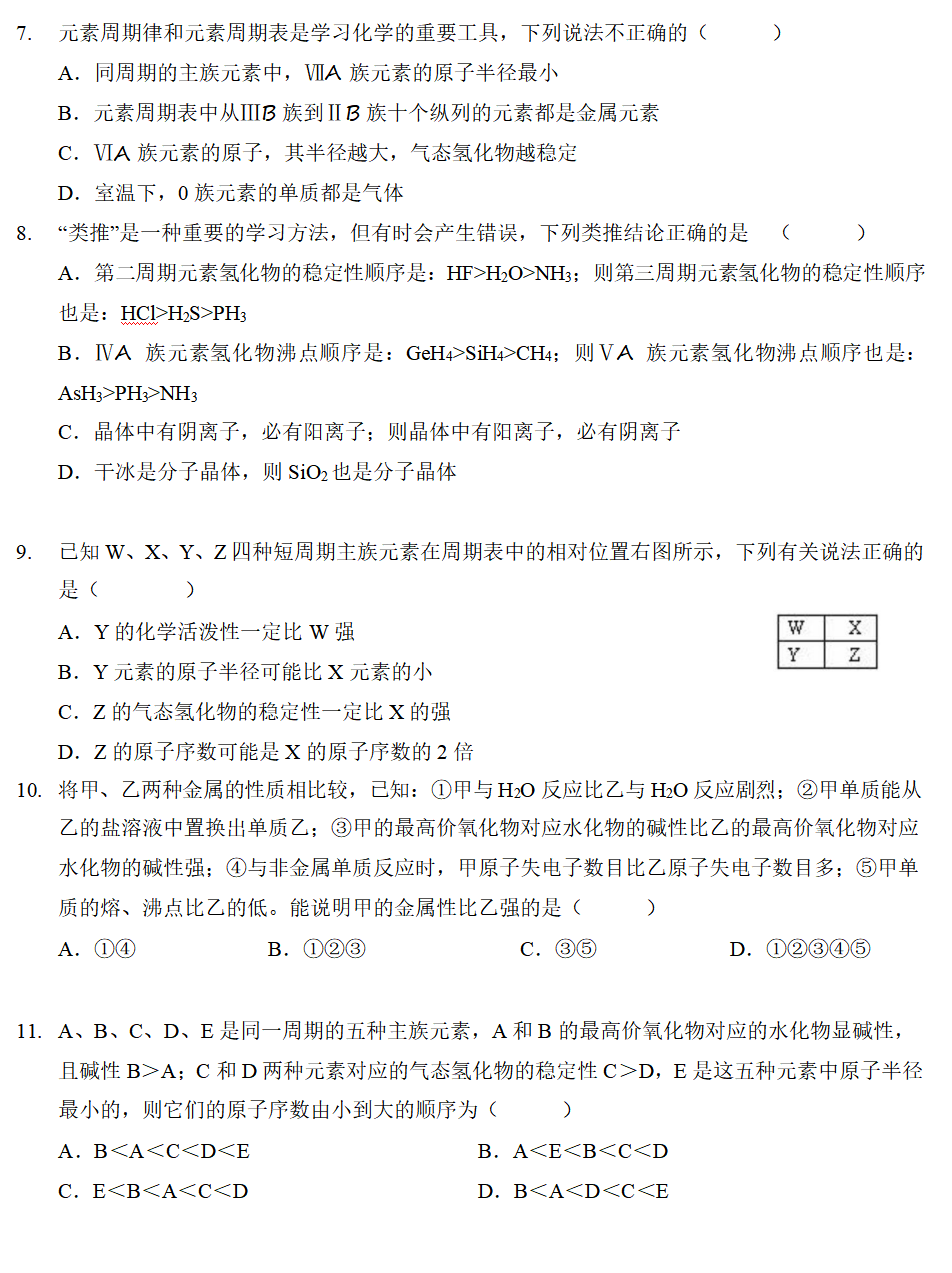 7. 元素周期律和元素周期表是学习化学的重要工具，下列说法不正确的（　　）
A．同周期的主族元素中，ⅦA 族元素的原子半径最小
B．元素周期表中从ⅢB 族到ⅡB 族十个纵列的元素都是金属元素
C．ⅥA 族元素的原子，其半径越大，气态氢化物越稳定
D．室温下，0 族元素的单质都是气体
8. “类推”是一种重要的学习方法，但有时会产生错误，下列类推结论正确的是　（　　）
A．第二周期元素氢化物的稳定性顺序是：HF>H₂O>NH₃；则第三周期元素氢化物的稳定性顺序
也是：HCl>H₂S>PH₃
B．ⅣA 族元素氢化物沸点顺序是：GeH₄>SiH₄>CH₄；则ⅤA 族元素氢化物沸点顺序也是：
AsH₃>PH₃>NH₃
C．晶体中有阴离子，必有阳离子；则晶体中有阳离子，必有阴离子
D．干冰是分子晶体，则 SiO₂也是分子晶体
9. 已知 W、X、Y、Z 四种短周期主族元素在周期表中的相对位置右图所示，下列有关说法正确的
是（　　）
A．Y 的化学活泼性一定比 W 强
W X
B．Y 元素的原子半径可能比 X 元素的小
Y Z
C．Z 的气态氢化物的稳定性一定比 X 的强
D．Z 的原子序数可能是 X 的原子序数的 2 倍
10. 将甲、乙两种金属的性质相比较，已知：①甲与 H₂O 反应比乙与 H₂O 反应剧烈；②甲单质能从
乙的盐溶液中置换出单质乙；③甲的最高价氧化物对应水化物的碱性比乙的最高价氧化物对应
水化物的碱性强；④与非金属单质反应时，甲原子失电子数目比乙原子失电子数目多；⑤甲单
质的熔、沸点比乙的低。能说明甲的金属性比乙强的是（　　）
A．①④　B．①②③　C．③⑤　D．①②③④⑤
11. A、B、C、D、E 是同一周期的五种主族元素，A 和 B 的最高价氧化物对应的水化物显碱性，
且碱性 B＞A；C 和 D 两种元素对应的气态氢化物的稳定性 C＞D，E 是这五种元素中原子半径
最小的，则它们的原子序数由小到大的顺序为（　　）
A．B＜A＜C＜D＜E　B．A＜E＜B＜C＜D
C．E＜B＜A＜C＜D　D．B＜A＜D＜C＜E